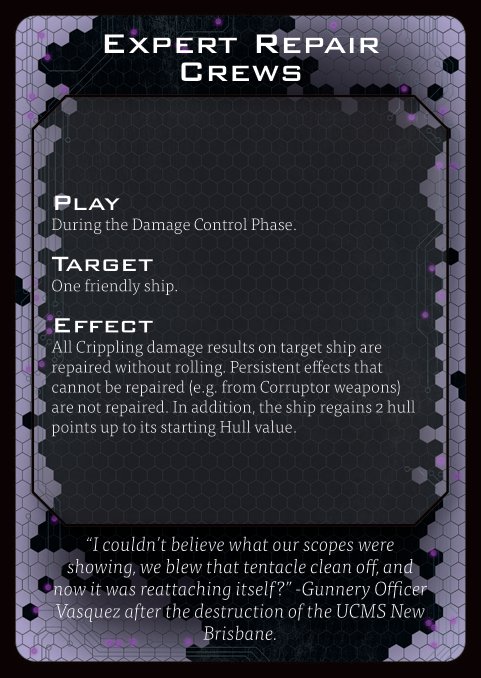 Expert Repair
Crews
Play
During the Damage Control Phase.
Target
One friendly ship.
Effect
All Crippling damage results on target ship are
repaired without rolling. Persistent effects that
cannot be repaired (e.g. from Corruptor weapons)
are not repaired. In addition, the ship regains 2 hull
points up to its starting Hull value.
“I couldn't believe what our scopes were
showing, we blew that tentacle clean off, and
now it was reattaching itself?” -Gunnery Officer
Vasquez after the destruction of the UCMS New
Brisbane.